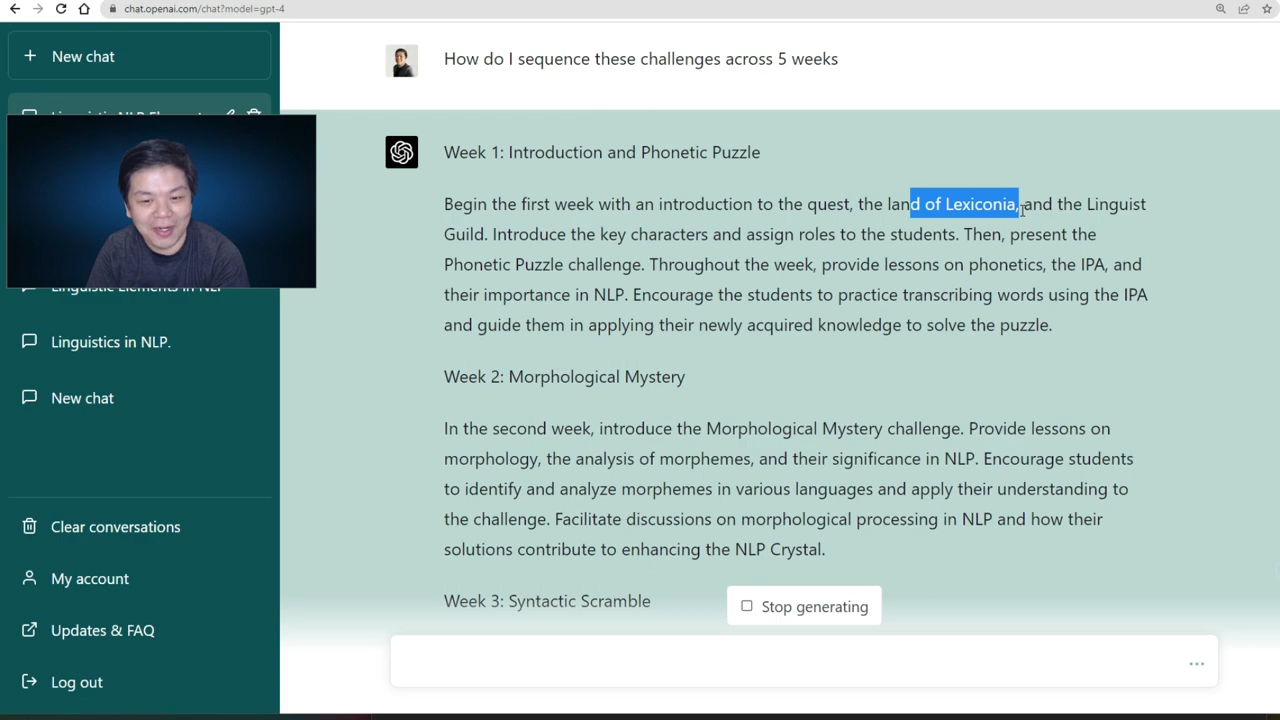 chat.openai.com/chat?model=gpt-4
New chat
Linguistics in NLP.
New chat
Clear conversations
My account
Updates & FAQ
Log out
How do I sequence these challenges across 5 weeks
Week 1: Introduction and Phonetic Puzzle
Begin the first week with an introduction to the quest, the land of Lexiconia, and the Linguist
Guild. Introduce the key characters and assign roles to the students. Then, present the
Phonetic Puzzle challenge. Throughout the week, provide lessons on phonetics, the IPA, and
their importance in NLP. Encourage the students to practice transcribing words using the IPA
and guide them in applying their newly acquired knowledge to solve the puzzle.
Week 2: Morphological Mystery
In the second week, introduce the Morphological Mystery challenge. Provide lessons on
morphology, the analysis of morphemes, and their significance in NLP. Encourage students
to identify and analyze morphemes in various languages and apply their understanding to
the challenge. Facilitate discussions on morphological processing in NLP and how their
solutions contribute to enhancing the NLP Crystal.
Week 3: Syntactic Scramble
Stop generating